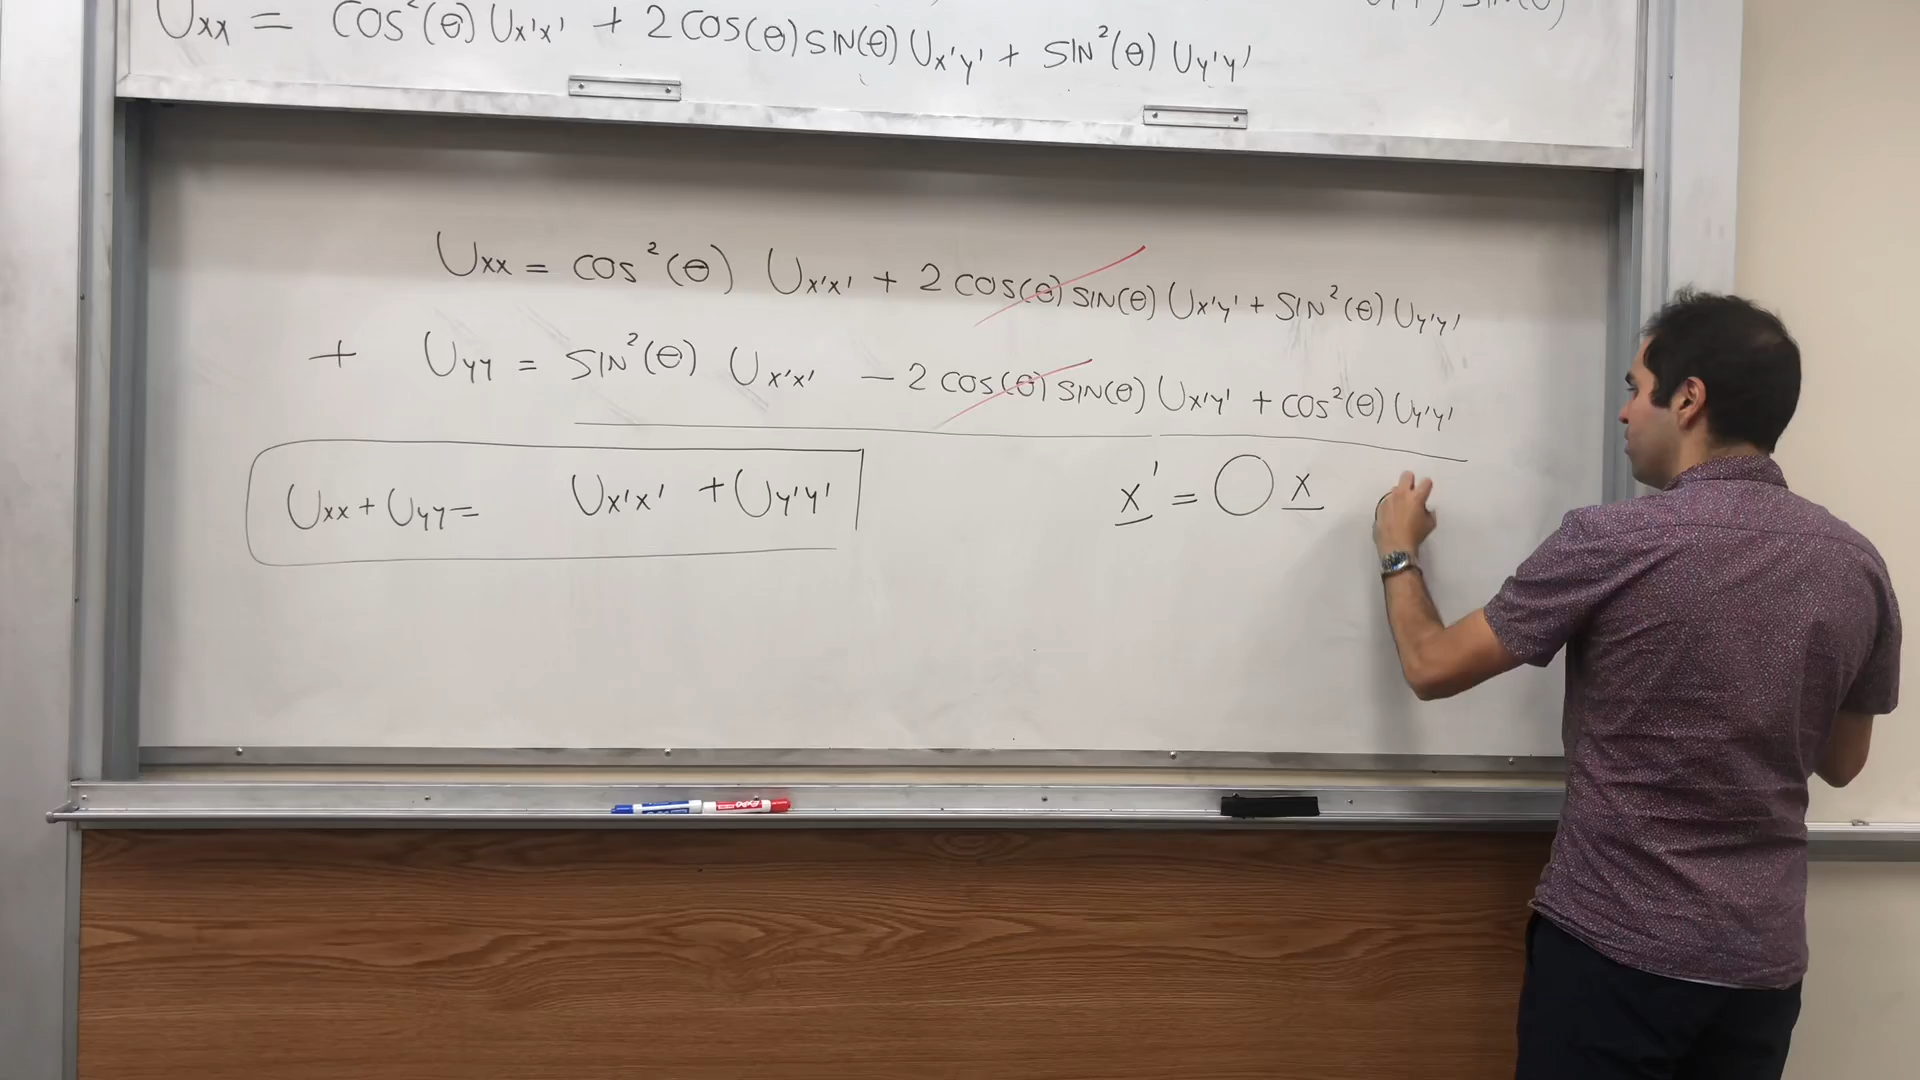 Uxx = cos²(θ) Ux'x' + 2 cos(θ) sin(θ) Ux'y' + sin²(θ) Uy'y'
Uxx = cos²(θ) Ux'x' + 2 cos(θ) sin(θ) Ux'y' + sin²(θ) Uy'y'
+ Uyy = sin²(θ) Ux'x' − 2 cos(θ) sin(θ) Ux'y' + cos²(θ) Uy'y'
Uxx + Uyy = Ux'x' + Uy'y'
x' = O x